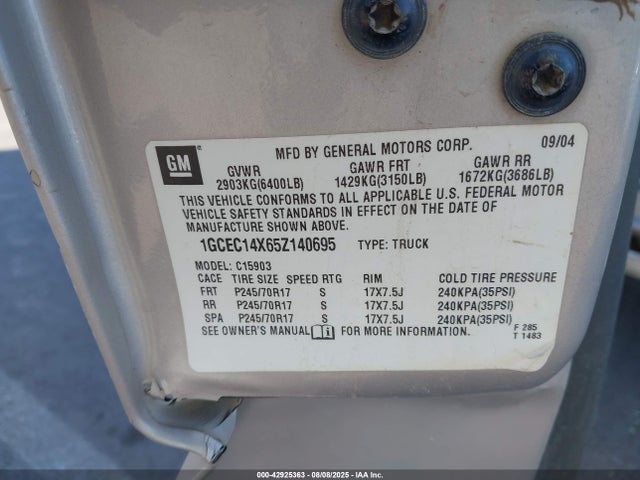 GM
MFD BY GENERAL MOTORS CORP. 09/04
GVWR GAWR FRT GAWR RR
2903KG(6400LB) 1429KG(3150LB) 1672KG(3686LB)
THIS VEHICLE CONFORMS TO ALL APPLICABLE U.S. FEDERAL MOTOR
VEHICLE SAFETY STANDARDS IN EFFECT ON THE DATE OF
MANUFACTURE SHOWN ABOVE.
1GCEC14X65Z140695 TYPE: TRUCK
MODEL: C15903
CACE TIRE SIZE SPEED RTG RIM COLD TIRE PRESSURE
FRT P245/70R17 S 17X7.5J 240KPA(35PSI)
RR P245/70R17 S 17X7.5J 240KPA(35PSI)
SPA P245/70R17 S 17X7.5J 240KPA(35PSI)
SEE OWNER'S MANUAL FOR MORE INFORMATION.
F 285
T 1483
000-42925363 - 08/08/2025 - Copyright © 2025 IAA, Inc.